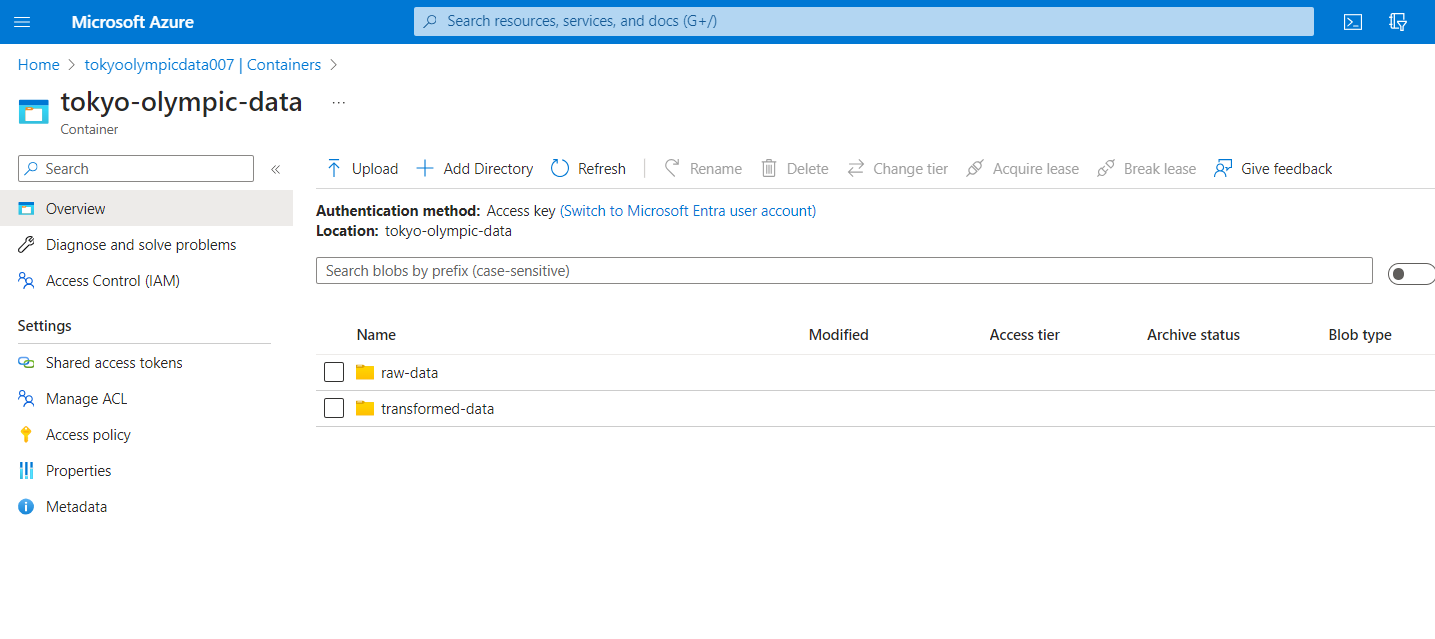 Microsoft Azure
Search resources, services, and docs (G+/)
Home > tokyoolympicdata007 | Containers >
tokyo-olympic-data ...
Container
Search «
Upload Add Directory Refresh Rename Delete Change tier Acquire lease Break lease Give feedback
Overview
Diagnose and solve problems
Access Control (IAM)
Settings
Shared access tokens
Manage ACL
Access policy
Properties
Metadata
Authentication method: Access key (Switch to Microsoft Entra user account)
Location: tokyo-olympic-data
Search blobs by prefix (case-sensitive)
Name Modified Access tier Archive status Blob type
raw-data
transformed-data